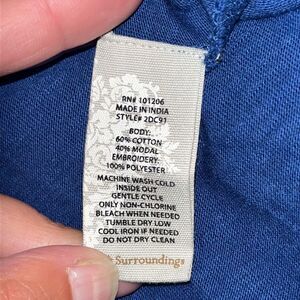 RN# 101206
MADE IN INDIA
STYLE# 2DC91
BODY:
60% COTTON
40% MODAL
EMBROIDERY:
100% POLYESTER
MACHINE WASH COLD
INSIDE OUT
GENTLE CYCLE
ONLY NON-CHLORINE
BLEACH WHEN NEEDED
TUMBLE DRY LOW
COOL IRON IF NEEDED
DO NOT DRY CLEAN
Surroundings